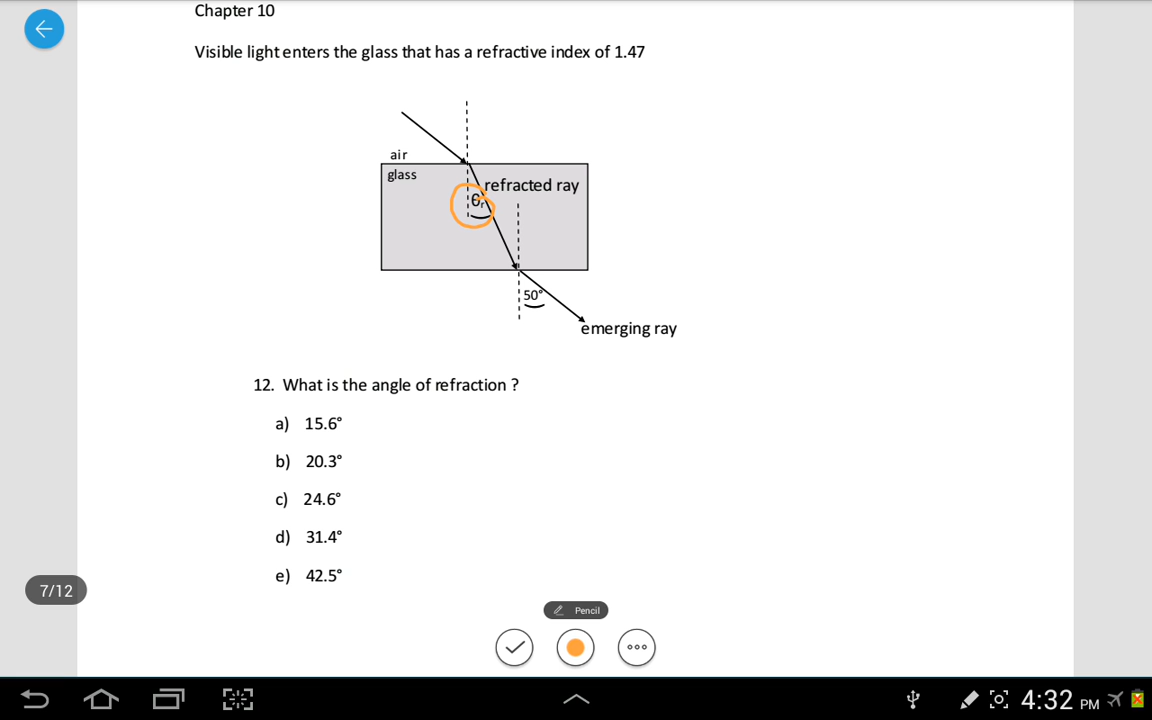 Chapter 10
Visible light enters the glass that has a refractive index of 1.47
air
glass
refracted ray
θr
50°
emerging ray
12. What is the angle of refraction ?
a) 15.6°
b) 20.3°
c) 24.6°
d) 31.4°
e) 42.5°
7/12
Pencil
4:32 PM